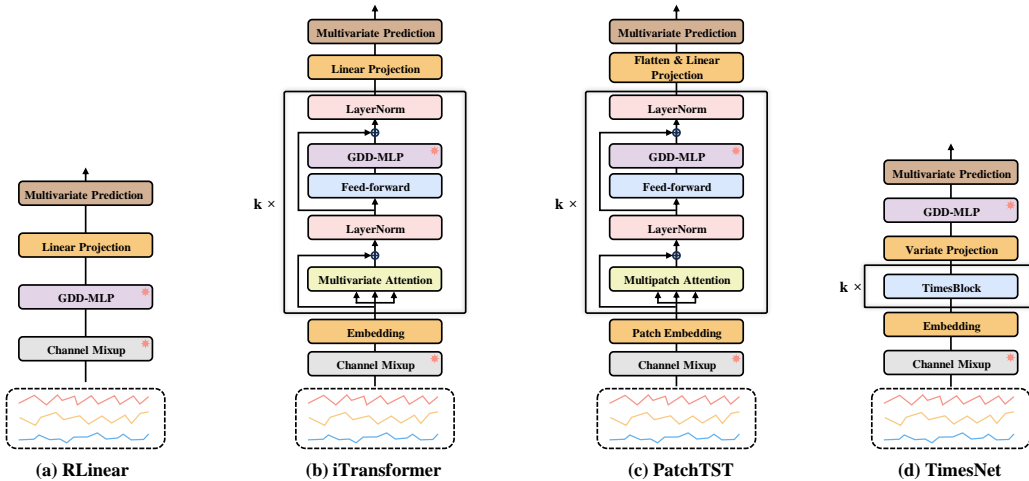 Multivariate Prediction
Linear Projection
GDD-MLP
Channel Mixup
(a) RLinear
Multivariate Prediction
Linear Projection
LayerNorm
GDD-MLP
Feed-forward
k ×
LayerNorm
Multivariate Attention
Embedding
Channel Mixup
(b) iTransformer
Multivariate Prediction
Flatten & Linear
Projection
LayerNorm
GDD-MLP
Feed-forward
k ×
LayerNorm
Multipatch Attention
Patch Embedding
Channel Mixup
(c) PatchTST
Multivariate Prediction
GDD-MLP
Variate Projection
k ×
TimesBlock
Embedding
Channel Mixup
(d) TimesNet